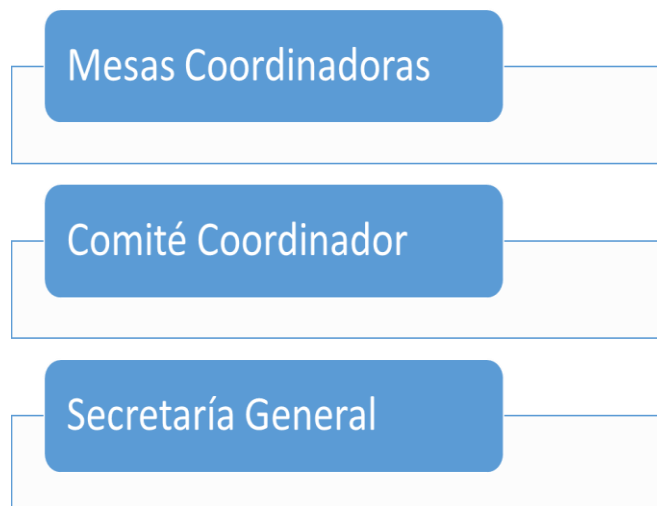 Mesas Coordinadoras
Comité Coordinador
Secretaría General